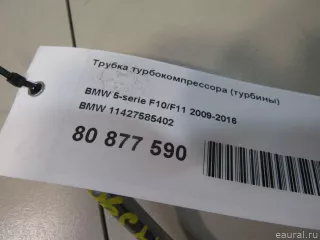 Трубка турбокомпрессора (турбины)
BMW 5-serie F10/F11 2009-2016
BMW 11427585402
80 877 590
eaural.ru